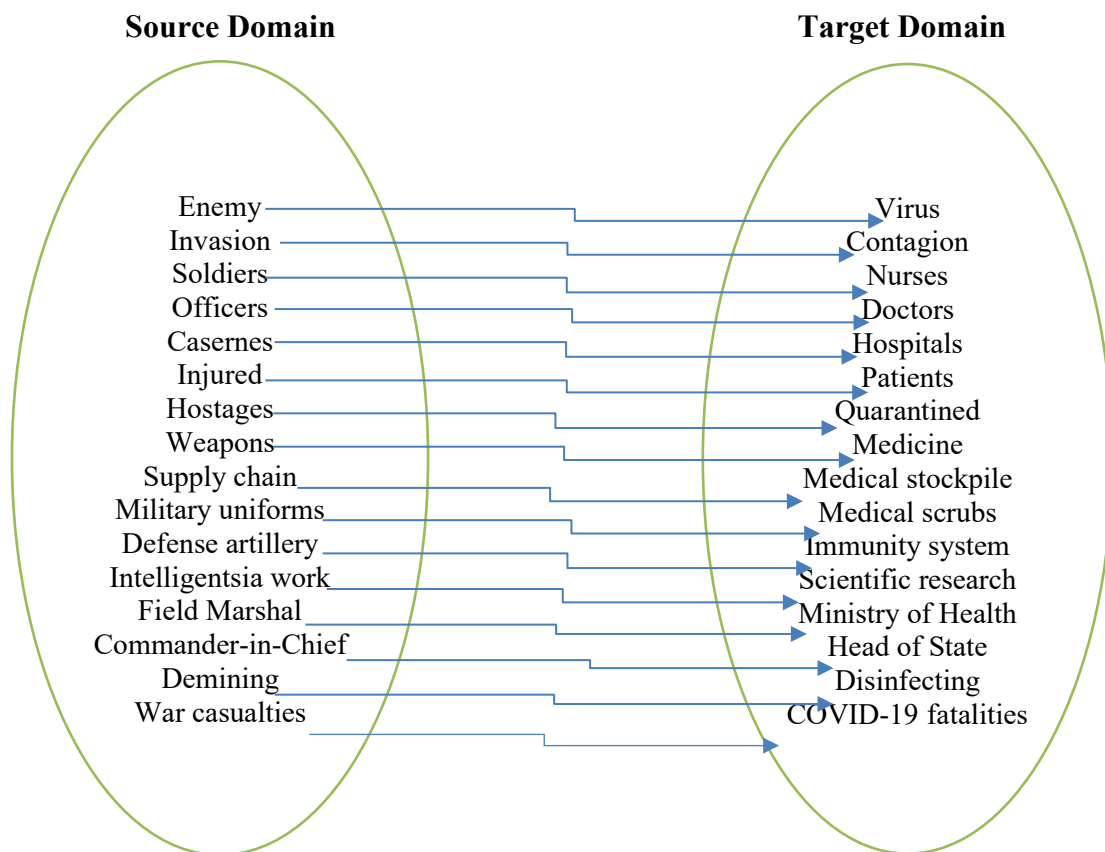 Source Domain Target Domain
Enemy Virus
Invasion Contagion
Soldiers Nurses
Officers Doctors
Casernes Hospitals
Injured Patients
Hostages Quarantined
Weapons Medicine
Supply chain Medical stockpile
Military uniforms Medical scrubs
Defense artillery Immunity system
Intelligentsia work Scientific research
Field Marshal Ministry of Health
Commander-in-Chief Head of State
Demining Disinfecting
War casualties COVID-19 fatalities